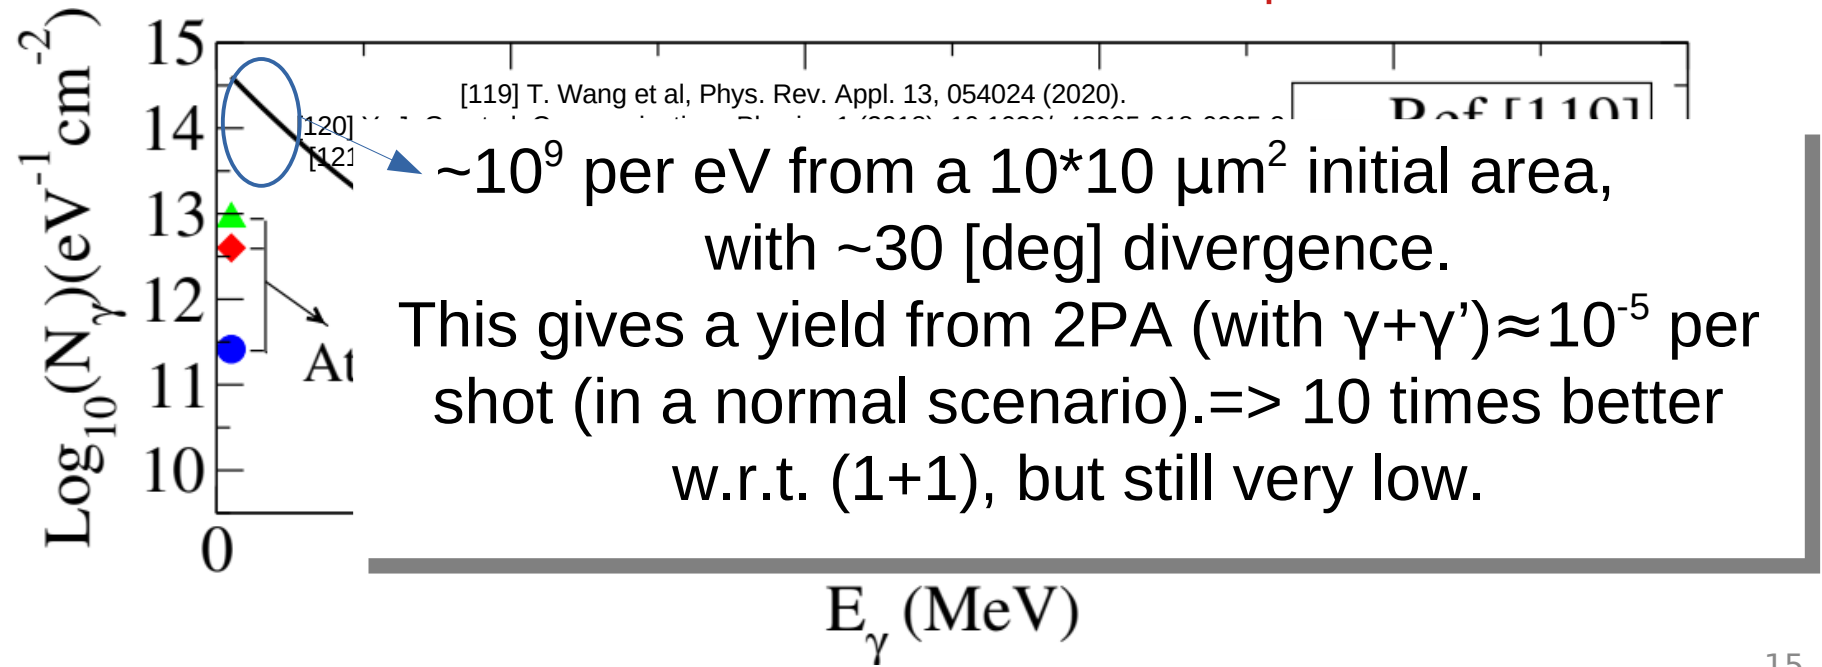 Log₁₀(Nγ)(eV⁻¹ cm⁻²)
15
14
13
12
11
10
0
[119] T. Wang et al, Phys. Rev. Appl. 13, 054024 (2020).
[120]
[121
Ref [119]
~10⁹ per eV from a 10*10 µm² initial area,
with ~30 [deg] divergence.
This gives a yield from 2PA (with γ+γ’)≈10⁻⁵ per
shot (in a normal scenario).=> 10 times better
w.r.t. (1+1), but still very low.
At
Eγ (MeV)
15